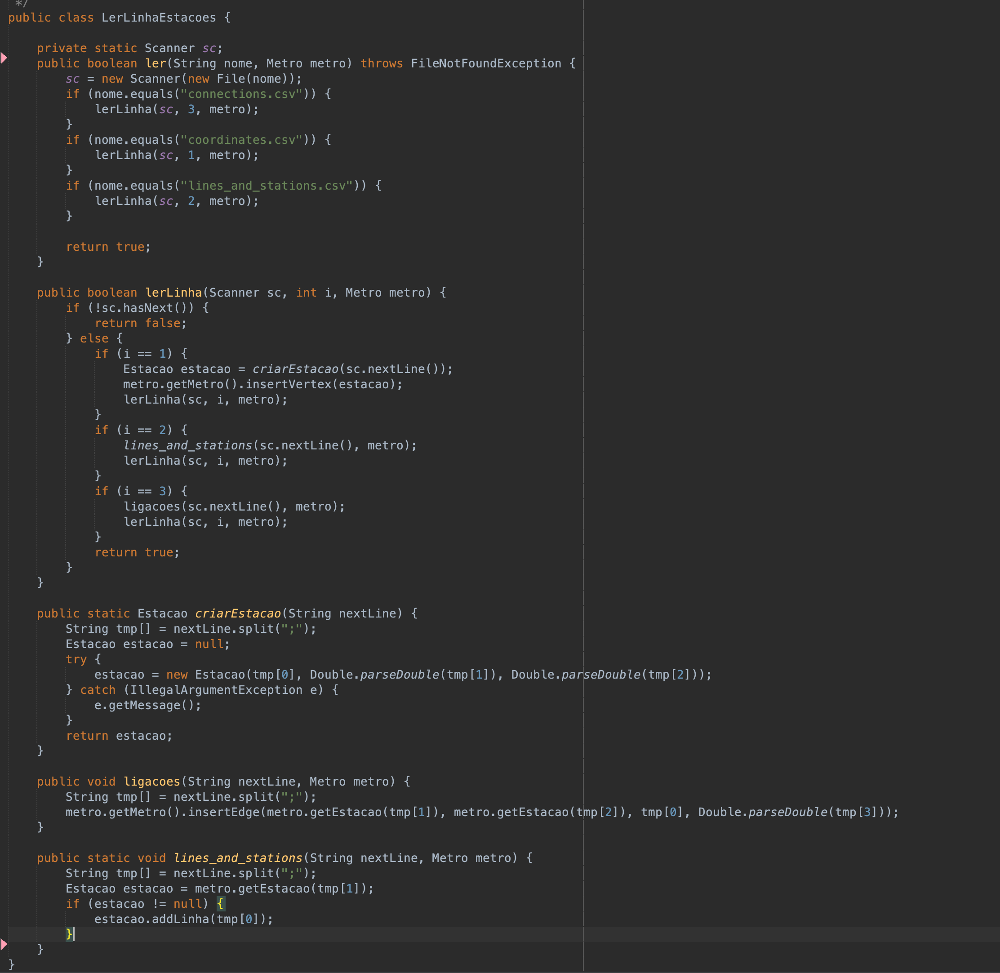 */
public class LerLinhaEstacoes {

    private static Scanner sc;
    public boolean ler(String nome, Metro metro) throws FileNotFoundException {
        sc = new Scanner(new File(nome));
        if (nome.equals("connections.csv")) {
            lerLinha(sc, 3, metro);
        }
        if (nome.equals("coordinates.csv")) {
            lerLinha(sc, 1, metro);
        }
        if (nome.equals("lines_and_stations.csv")) {
            lerLinha(sc, 2, metro);
        }

        return true;
    }

    public boolean lerLinha(Scanner sc, int i, Metro metro) {
        if (!sc.hasNext()) {
            return false;
        } else {
            if (i == 1) {
                Estacao estacao = criarEstacao(sc.nextLine());
                metro.getMetro().insertVertex(estacao);
                lerLinha(sc, i, metro);
            }
            if (i == 2) {
                lines_and_stations(sc.nextLine(), metro);
                lerLinha(sc, i, metro);
            }
            if (i == 3) {
                ligacoes(sc.nextLine(), metro);
                lerLinha(sc, i, metro);
            }
            return true;
        }
    }

    public static Estacao criarEstacao(String nextLine) {
        String tmp[] = nextLine.split(";");
        Estacao estacao = null;
        try {
            estacao = new Estacao(tmp[0], Double.parseDouble(tmp[1]), Double.parseDouble(tmp[2]));
        } catch (IllegalArgumentException e) {
            e.getMessage();
        }
        return estacao;
    }

    public void ligacoes(String nextLine, Metro metro) {
        String tmp[] = nextLine.split(";");
        metro.getMetro().insertEdge(metro.getEstacao(tmp[1]), metro.getEstacao(tmp[2]), tmp[0], Double.parseDouble(tmp[3]));
    }

    public static void lines_and_stations(String nextLine, Metro metro) {
        String tmp[] = nextLine.split(";");
        Estacao estacao = metro.getEstacao(tmp[1]);
        if (estacao != null) {
            estacao.addLinha(tmp[0]);
        }
    }
}